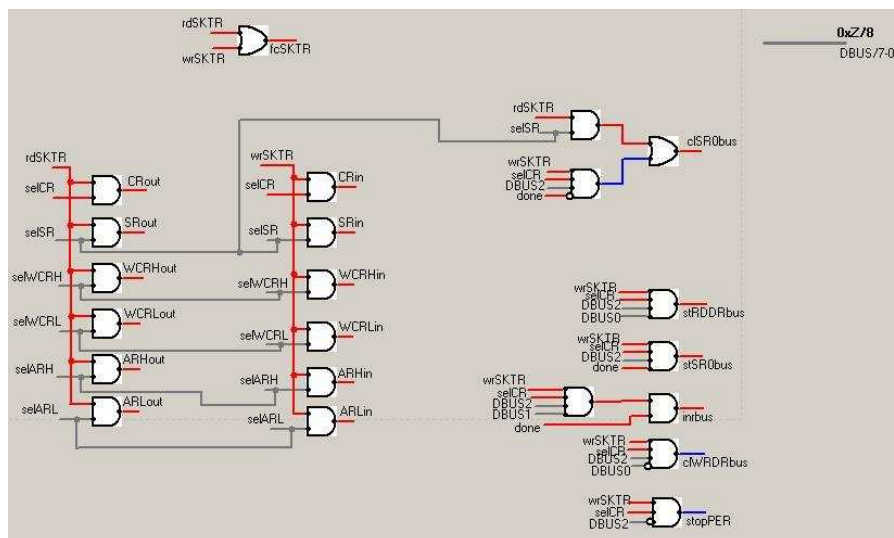 rdSKTR
wrSKTR
fcSKTR
0xZ/8
DBUS/7-0
rdSKTR
selCR
CRout
selSR
SRout
selWCRH
WCRHout
selWCRL
WCRLout
selARH
ARHout
selARL
ARLout
wrSKTR
selCR
CRin
selSR
SRin
selWCRH
WCRHin
selWCRL
WCRLin
selARH
ARHin
selARL
ARLin
rdSKTR
selSR
wrSKTR
selCR
DBUS2
done
clSR0bus
wrSKTR
selCR
DBUS2
DBUS0
stRDDRbus
wrSKTR
selCR
DBUS2
done
stSR0bus
wrSKTR
selCR
DBUS2
DBUS1
done
inrbus
wrSKTR
selCR
DBUS2
DBUS0
clWRDRbus
wrSKTR
selCR
DBUS2
stopPER